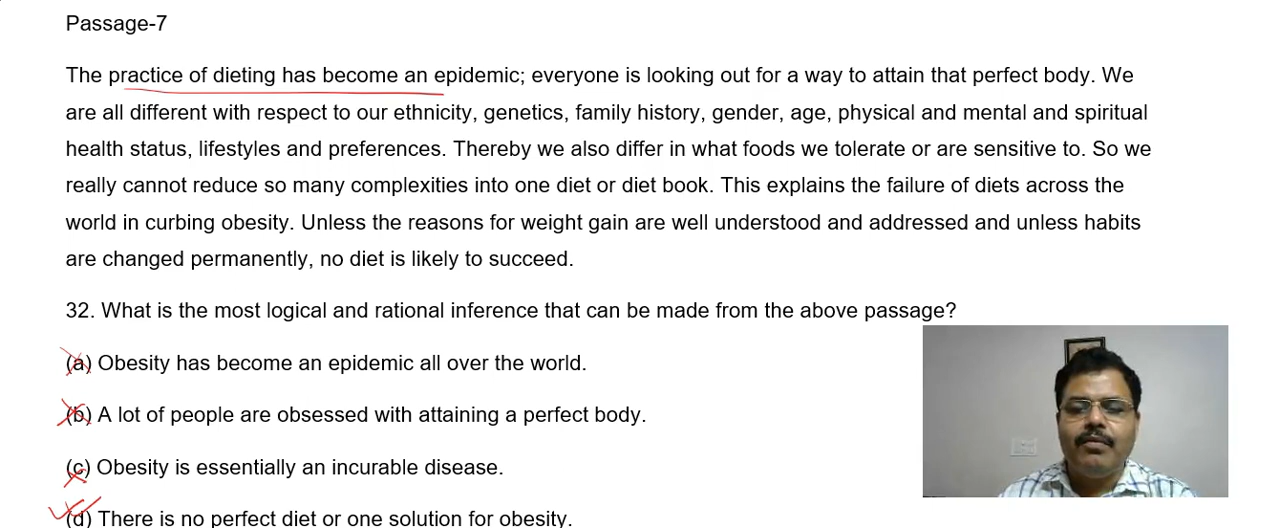 Passage-7
The practice of dieting has become an epidemic; everyone is looking out for a way to attain that perfect body. We
are all different with respect to our ethnicity, genetics, family history, gender, age, physical and mental and spiritual
health status, lifestyles and preferences. Thereby we also differ in what foods we tolerate or are sensitive to. So we
really cannot reduce so many complexities into one diet or diet book. This explains the failure of diets across the
world in curbing obesity. Unless the reasons for weight gain are well understood and addressed and unless habits
are changed permanently, no diet is likely to succeed.
32. What is the most logical and rational inference that can be made from the above passage?
(a) Obesity has become an epidemic all over the world.
(b) A lot of people are obsessed with attaining a perfect body.
(c) Obesity is essentially an incurable disease.
(d) There is no perfect diet or one solution for obesity.